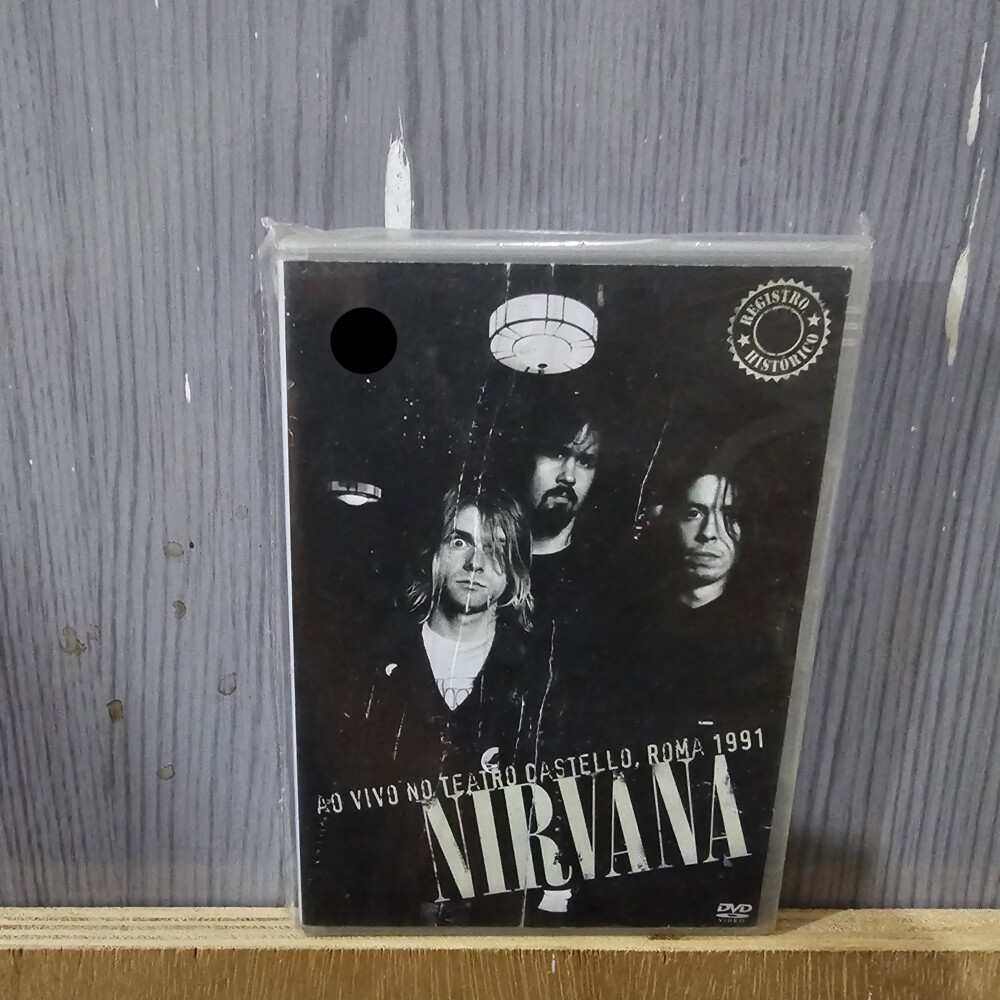 REGISTRO
HISTÓRICO
AO VIVO NO TEATRO CASTELLO, ROMA 1991
NIRVANA
DVD
VIDEO